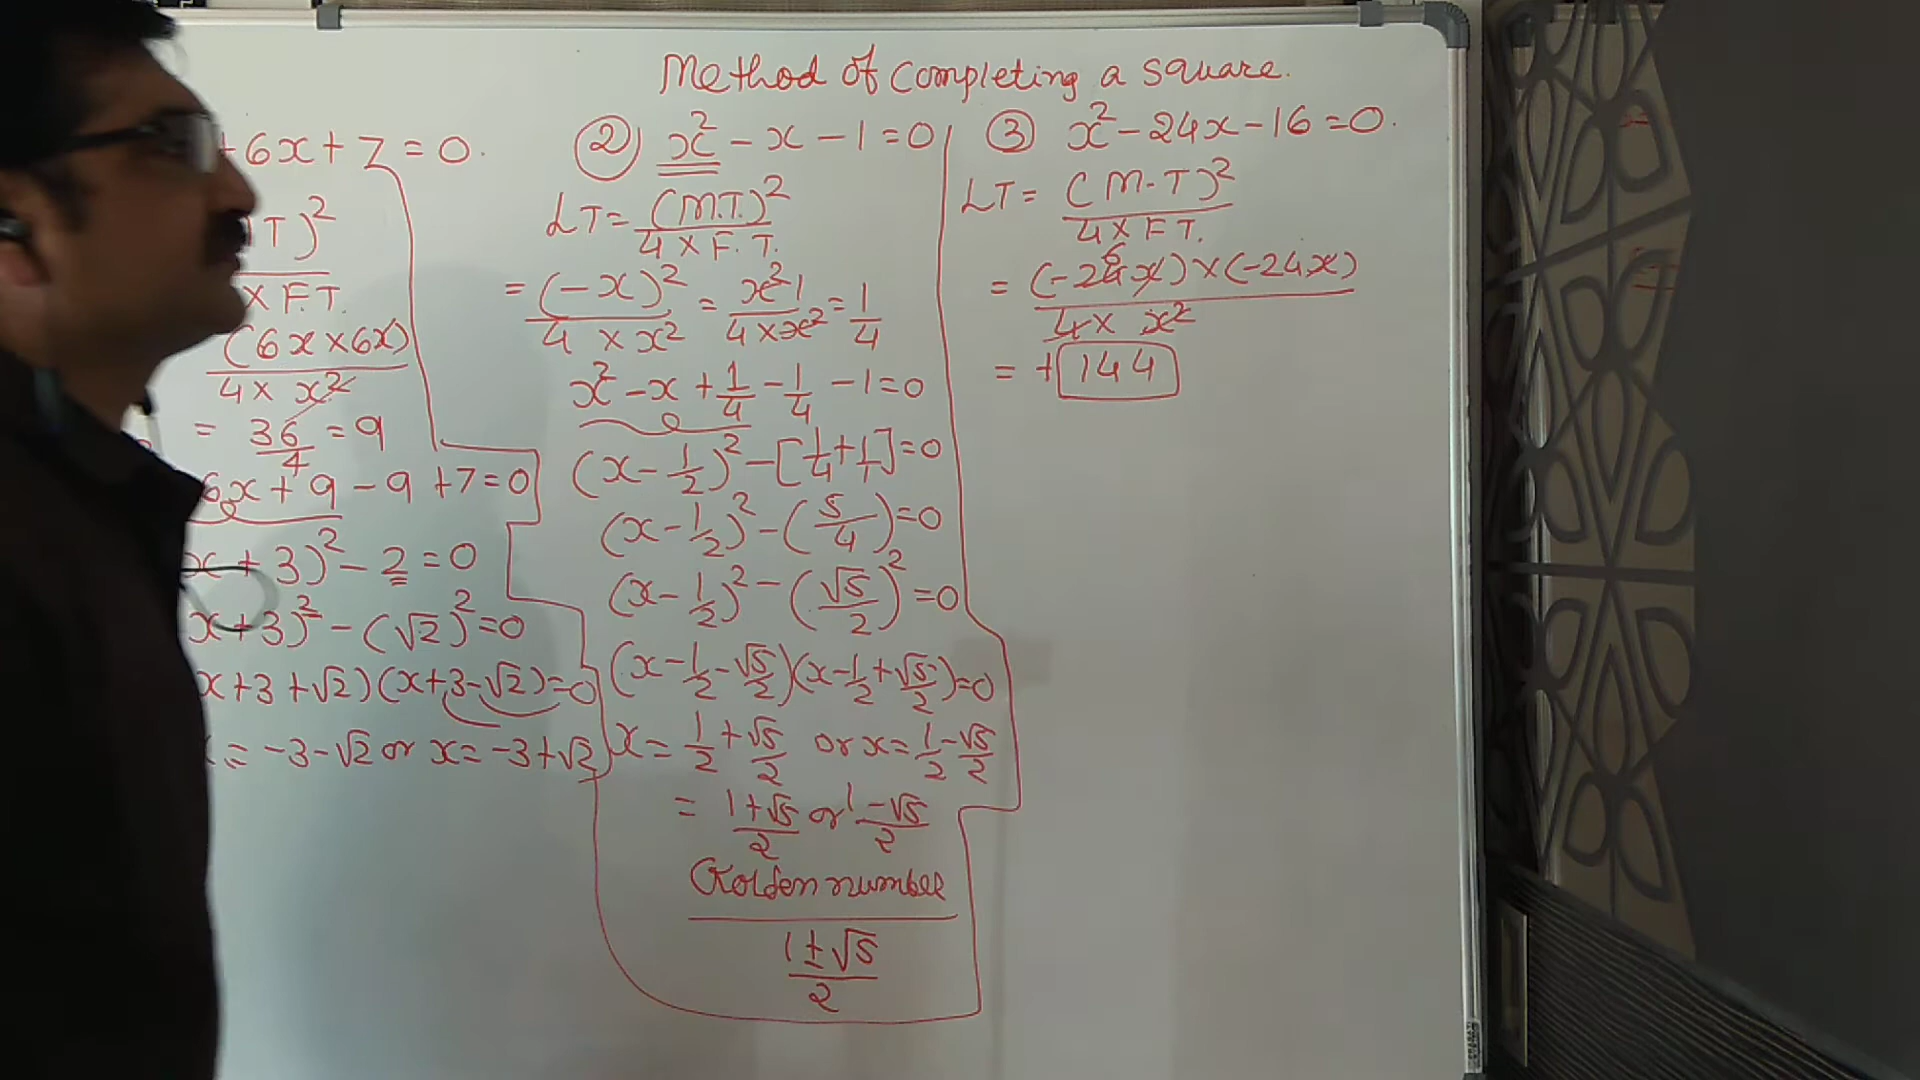 Method of Completing a square.
+6x+7=0.
T)²
× F.T.
(6x×6x)
4× x²
= 36/4 = 9
6x+9-9+7=0
x+3)²-2=0
x+3)²-(√2)²=0
x+3+√2)(x+3-√2)=0
= -3-√2 or x=-3+√2
② x²-x-1=0
LT= (M.T.)²
4×F.T.
= (-x)²/4×x² = x² 1/4×x² = 1/4
x²-x+1/4-1/4-1=0
(x-1/2)²-[1/4+1/1]=0
(x-1/2)²-(5/4)=0
(x-1/2)²-(√5/2)²=0
(x-1/2-√5/2)(x-1/2+√5/2)=0
x=1/2+√5/2 or x=1/2-√5/2
= 1+√5/2 or 1-√5/2
Golden number
1±√5
2
③ x²-24x-16=0.
LT= (M-T)²
4×F T.
6
= (-24x)×(-24x)
4× x²
= +144